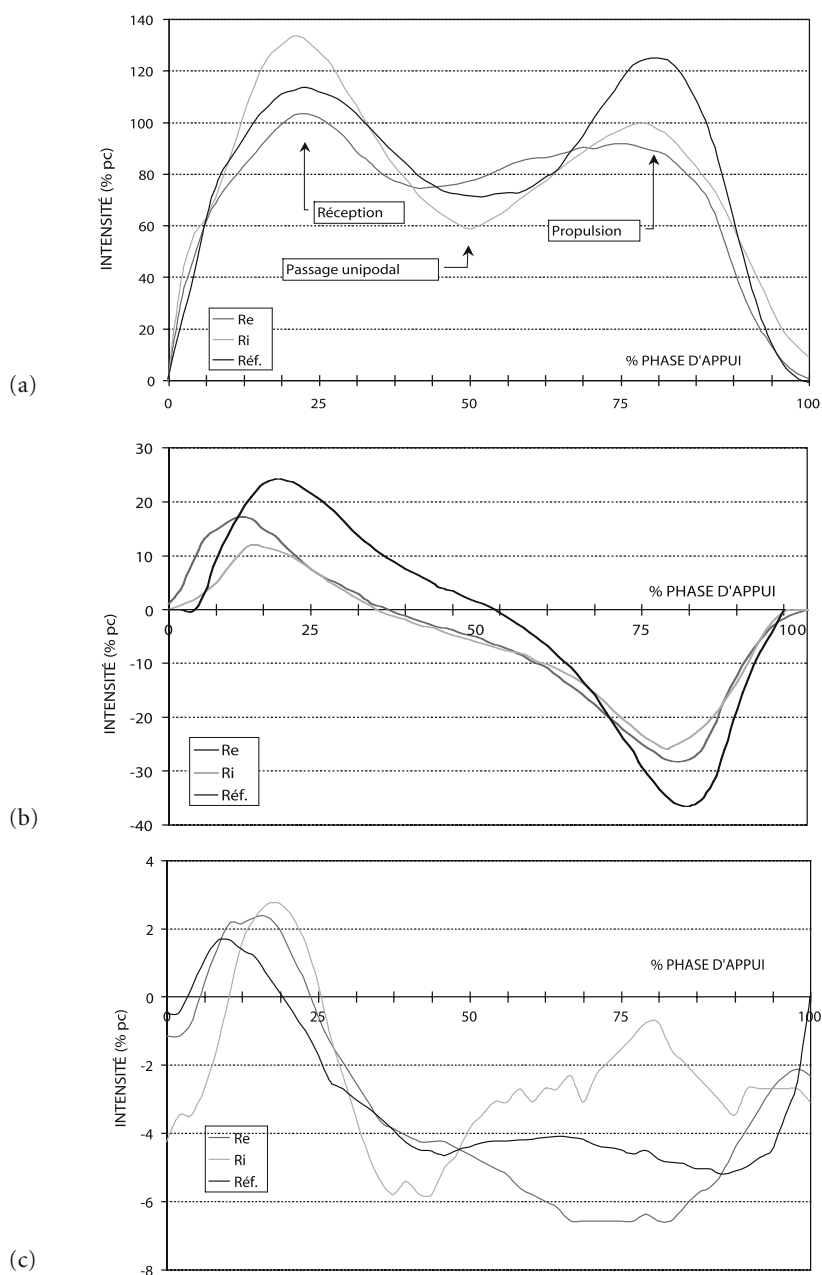 140
120
100
80
60
40
20
0
INTENSITÉ (% pc)
Réception
Passage unipodal
Propulsion
Re
Ri
Réf.
% PHASE D'APPUI
0 25 50 75 100
(a)
30
20
10
0
-10
-20
-30
-40
INTENSITÉ (% pc)
% PHASE D'APPUI
0 25 50 75 100
Re
Ri
Réf.
(b)
4
2
0
-2
-4
-6
-8
INTENSITÉ (% pc)
% PHASE D'APPUI
0 25 50 75 100
Re
Ri
Réf.
(c)